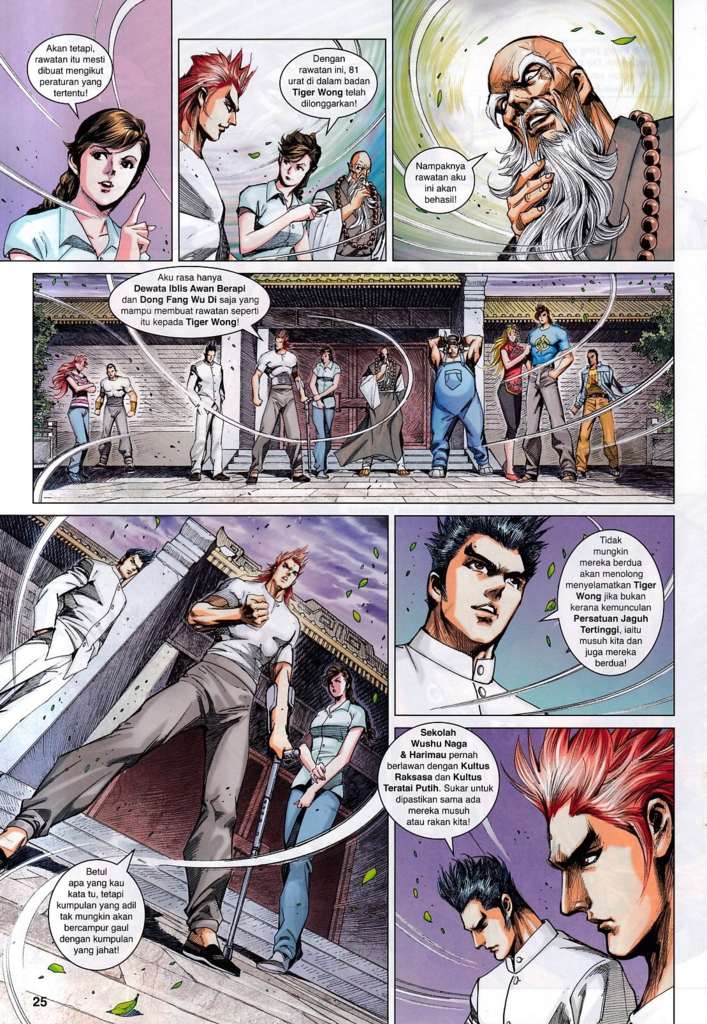 Akan tetapi,
rawatan itu mesti
dibuat mengikut
peraturan yang
tertentu!
Dengan
rawatan ini, 81
urat di dalam badan
Tiger Wong telah
dilonggarkan!
Nampaknya
rawatan aku
ini akan
behasil!
Aku rasa hanya
Dewata Iblis Awan Berapi
dan Dong Fang Wu Di saja yang
mampu membuat rawatan seperti
itu kepada Tiger Wong!
Betul
apa yang kau
kata tu, tetapi
kumpulan yang adil
tak mungkin akan
bercampur gaul
dengan kumpulan
yang jahat!
Tidak
mungkin
mereka berdua
akan menolong
menyelamatkan Tiger
Wong jika bukan
kerana kemunculan
Persatuan Jaguh
Tertinggi, iaitu
musuh kita dan
juga mereka
berdua!
Sekolah
Wushu Naga
& Harimau pernah
berlawan dengan Kultus
Raksasa dan Kultus
Teratai Putih. Sukar untuk
dipastikan sama ada
mereka musuh
atau rakan kita!
25